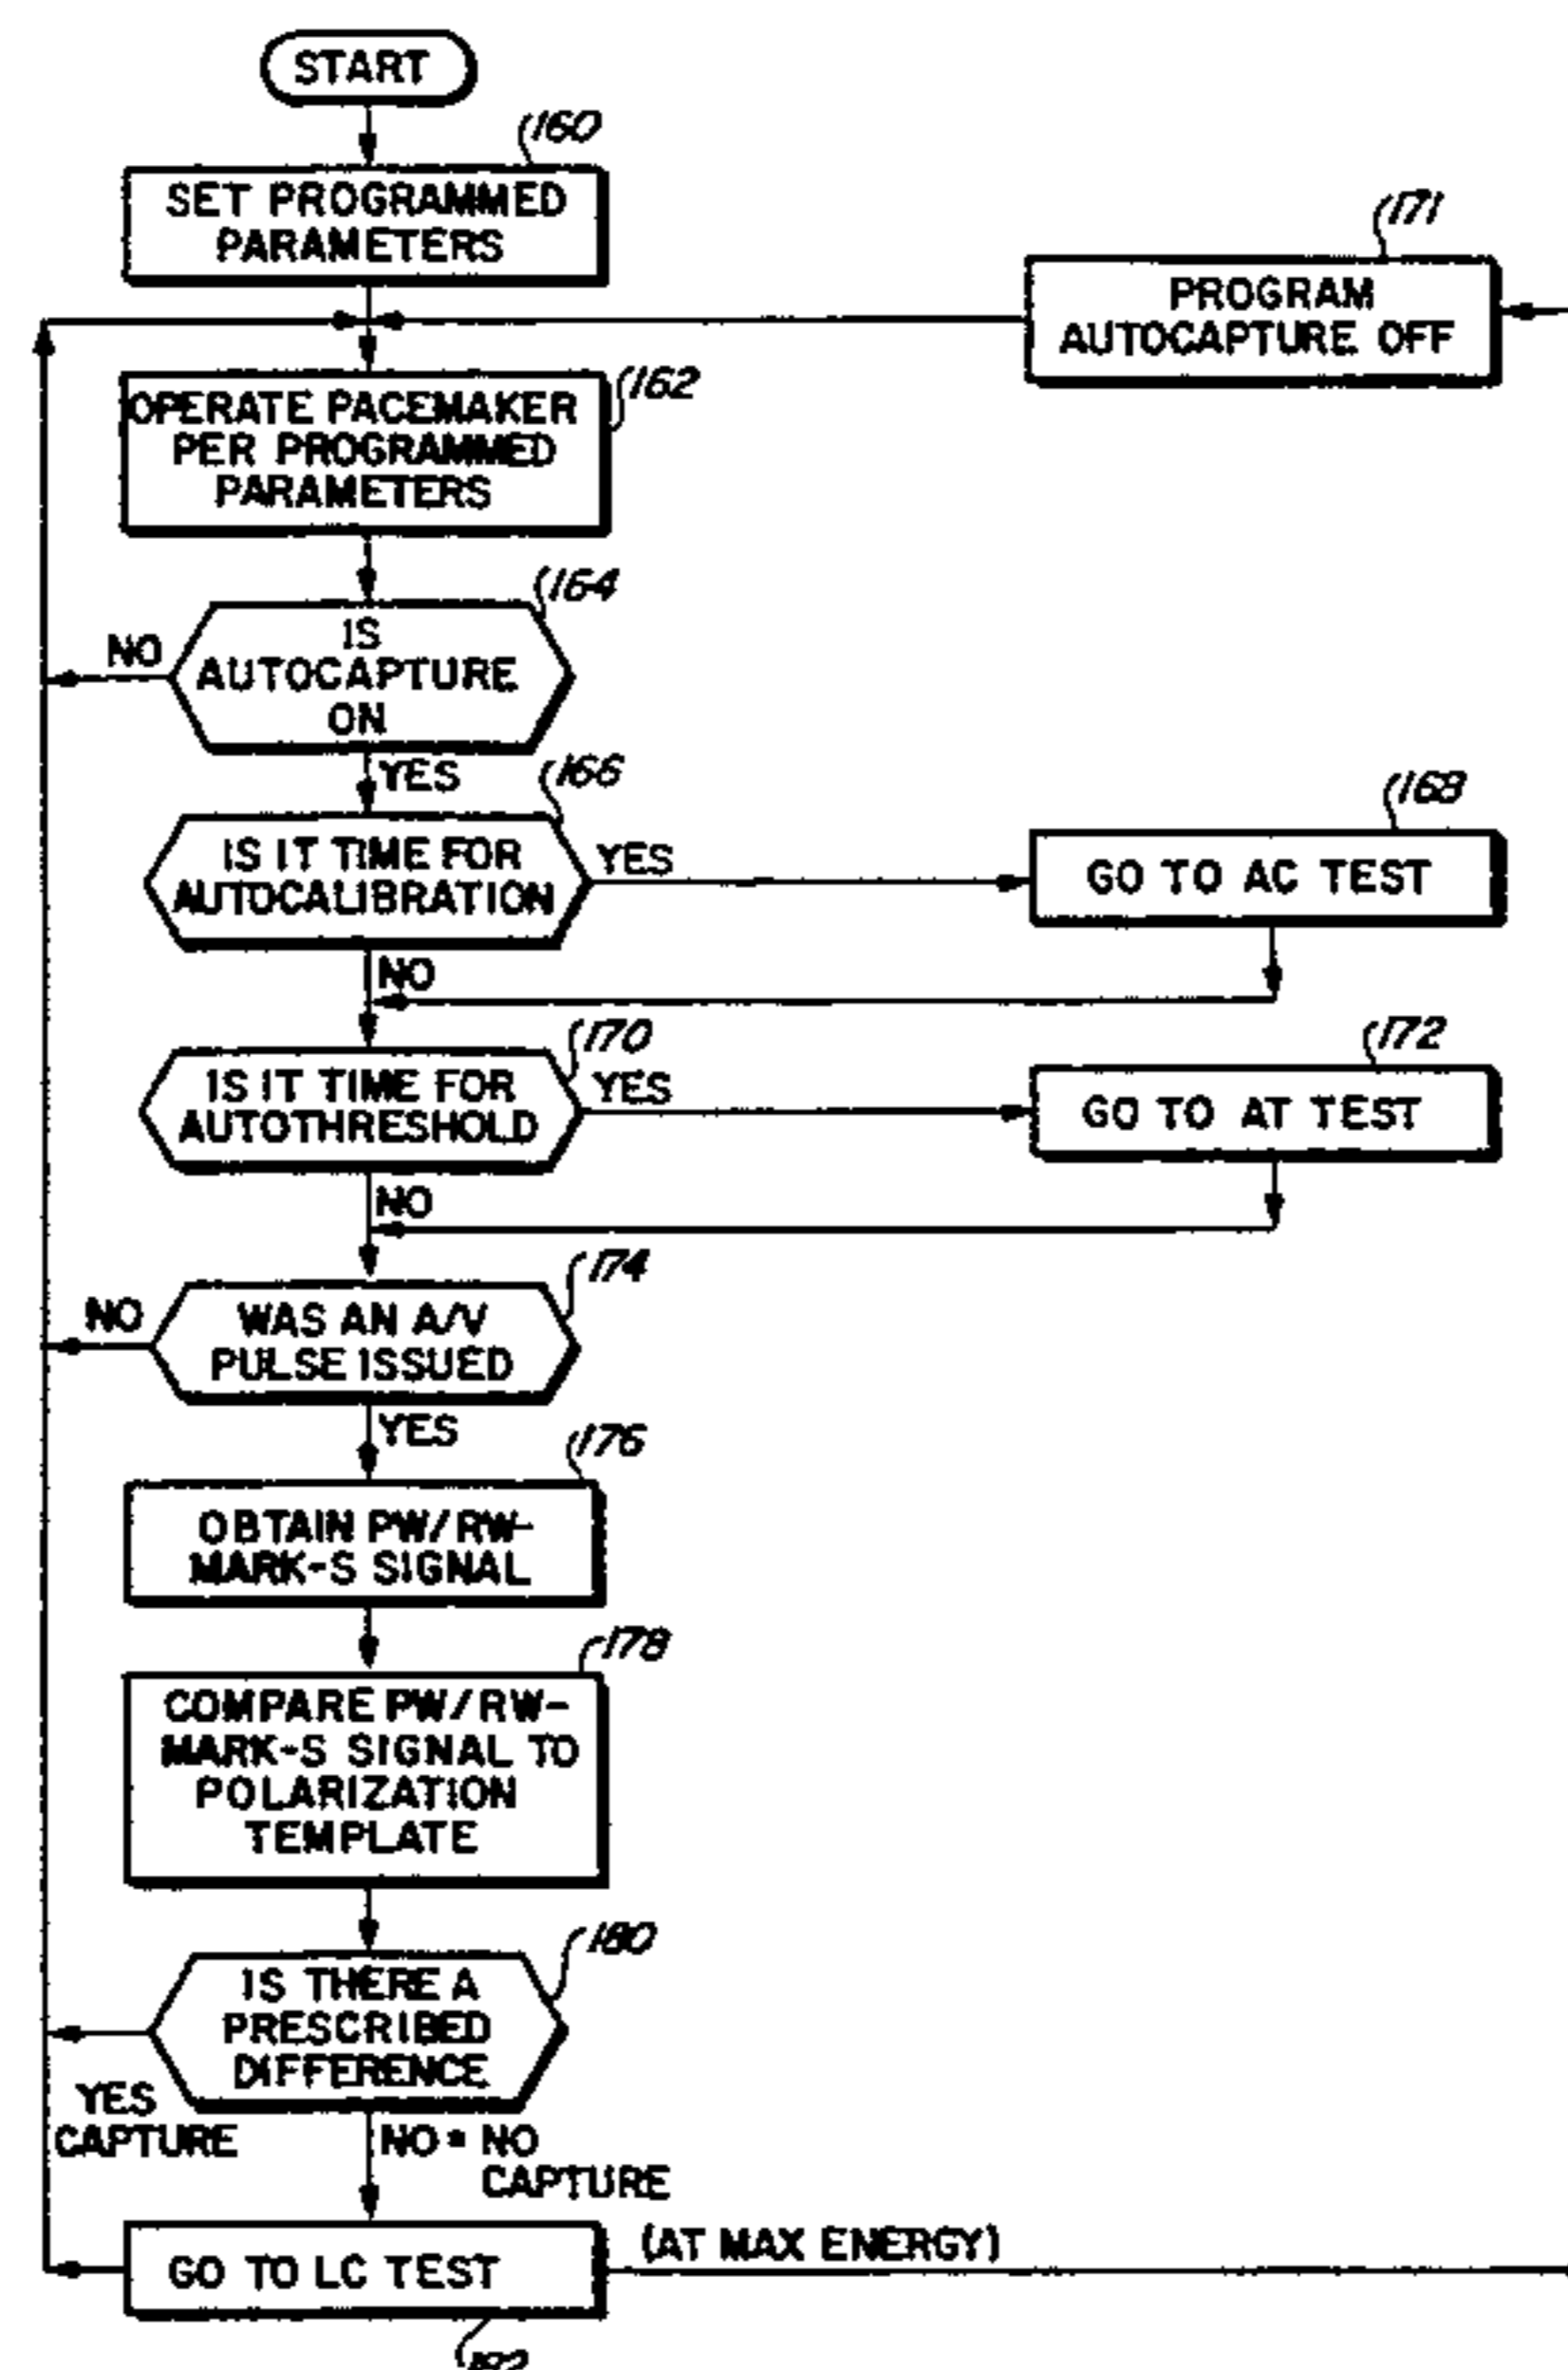 START
160
SET PROGRAMMED
PARAMETERS
171
PROGRAM
AUTOCAPTURE OFF
162
OPERATE PACEMAKER
PER PROGRAMMED
PARAMETERS
164
IS
AUTOCAPTURE
ON
NO
YES
166
IS IT TIME FOR
AUTOCALIBRATION
YES
168
GO TO AC TEST
NO
170
IS IT TIME FOR
AUTOTHRESHOLD
YES
172
GO TO AT TEST
NO
174
WAS AN A/V
PULSE ISSUED
NO
YES
176
OBTAIN PW/RW-
MARK-S SIGNAL
178
COMPARE PW/RW-
MARK-S SIGNAL TO
POLARIZATION
TEMPLATE
180
IS THERE A
PRESCRIBED
DIFFERENCE
YES
CAPTURE
NO = NO
CAPTURE
GO TO LC TEST
(AT MAX ENERGY)